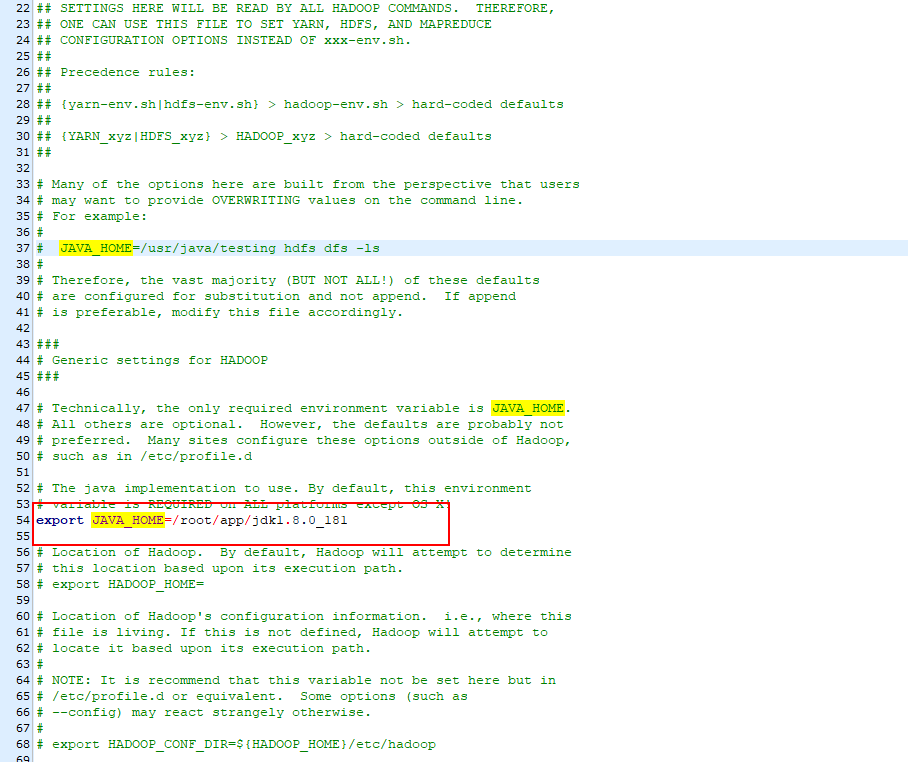 22 ## SETTINGS HERE WILL BE READ BY ALL HADOOP COMMANDS.  THEREFORE,
23 ## ONE CAN USE THIS FILE TO SET YARN, HDFS, AND MAPREDUCE
24 ## CONFIGURATION OPTIONS INSTEAD OF xxx-env.sh.
25 ##
26 ## Precedence rules:
27 ##
28 ## {yarn-env.sh|hdfs-env.sh} > hadoop-env.sh > hard-coded defaults
29 ##
30 ## {YARN_xyz|HDFS_xyz} > HADOOP_xyz > hard-coded defaults
31 ##
32
33 # Many of the options here are built from the perspective that users
34 # may want to provide OVERWRITING values on the command line.
35 # For example:
36 #
37 #  JAVA_HOME=/usr/java/testing hdfs dfs -ls
38 #
39 # Therefore, the vast majority (BUT NOT ALL!) of these defaults
40 # are configured for substitution and not append.  If append
41 # is preferable, modify this file accordingly.
42
43 ###
44 # Generic settings for HADOOP
45 ###
46
47 # Technically, the only required environment variable is JAVA_HOME.
48 # All others are optional.  However, the defaults are probably not
49 # preferred.  Many sites configure these options outside of Hadoop,
50 # such as in /etc/profile.d
51
52 # The java implementation to use. By default, this environment
53 # variable is REQUIRED on ALL platforms except OS X!
54 export JAVA_HOME=/root/app/jdk1.8.0_181
55
56 # Location of Hadoop.  By default, Hadoop will attempt to determine
57 # this location based upon its execution path.
58 # export HADOOP_HOME=
59
60 # Location of Hadoop's configuration information.  i.e., where this
61 # file is living. If this is not defined, Hadoop will attempt to
62 # locate it based upon its execution path.
63 #
64 # NOTE: It is recommend that this variable not be set here but in
65 # /etc/profile.d or equivalent.  Some options (such as
66 # --config) may react strangely otherwise.
67 #
68 # export HADOOP_CONF_DIR=${HADOOP_HOME}/etc/hadoop
69